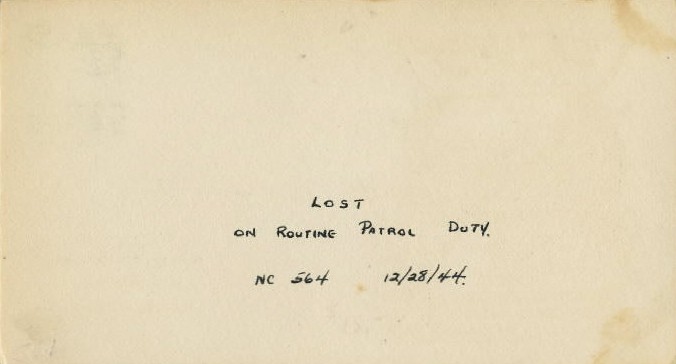 LOST
ON ROUTINE PATROL DUTY.
NC 564 12/28/44.